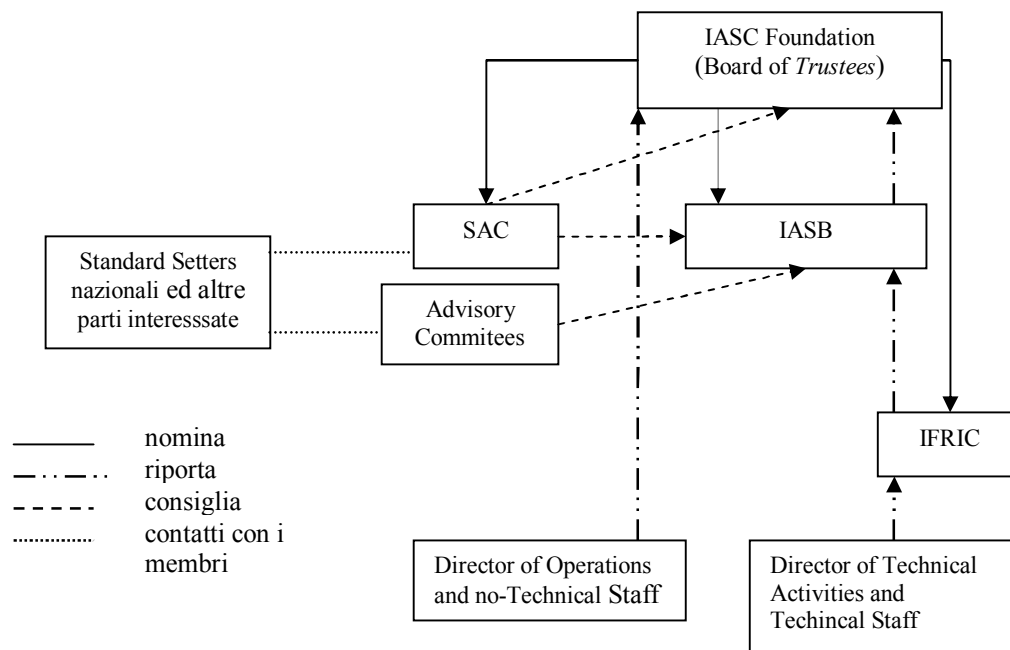 IASC Foundation
(Board of Trustees)
SAC
IASB
Standard Setters
nazionali ed altre
parti interesssate
Advisory
Commitees
IFRIC
nomina
riporta
consiglia
contatti con i
membri
Director of Operations
and no-Technical Staff
Director of Technical
Activities and
Techincal Staff